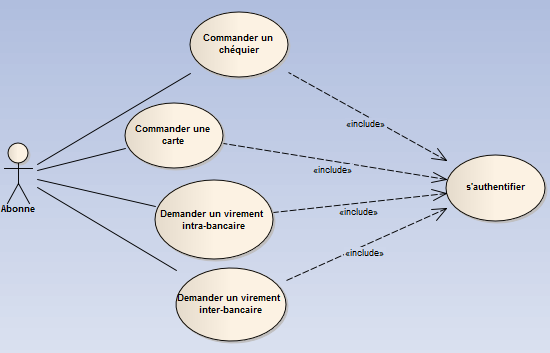 Commander un
chéquier
«include»
Commander une
carte
«include»
s'authentifier
Abonne
Demander un virement
intra-bancaire
«include»
«include»
Demander un virement
inter-bancaire